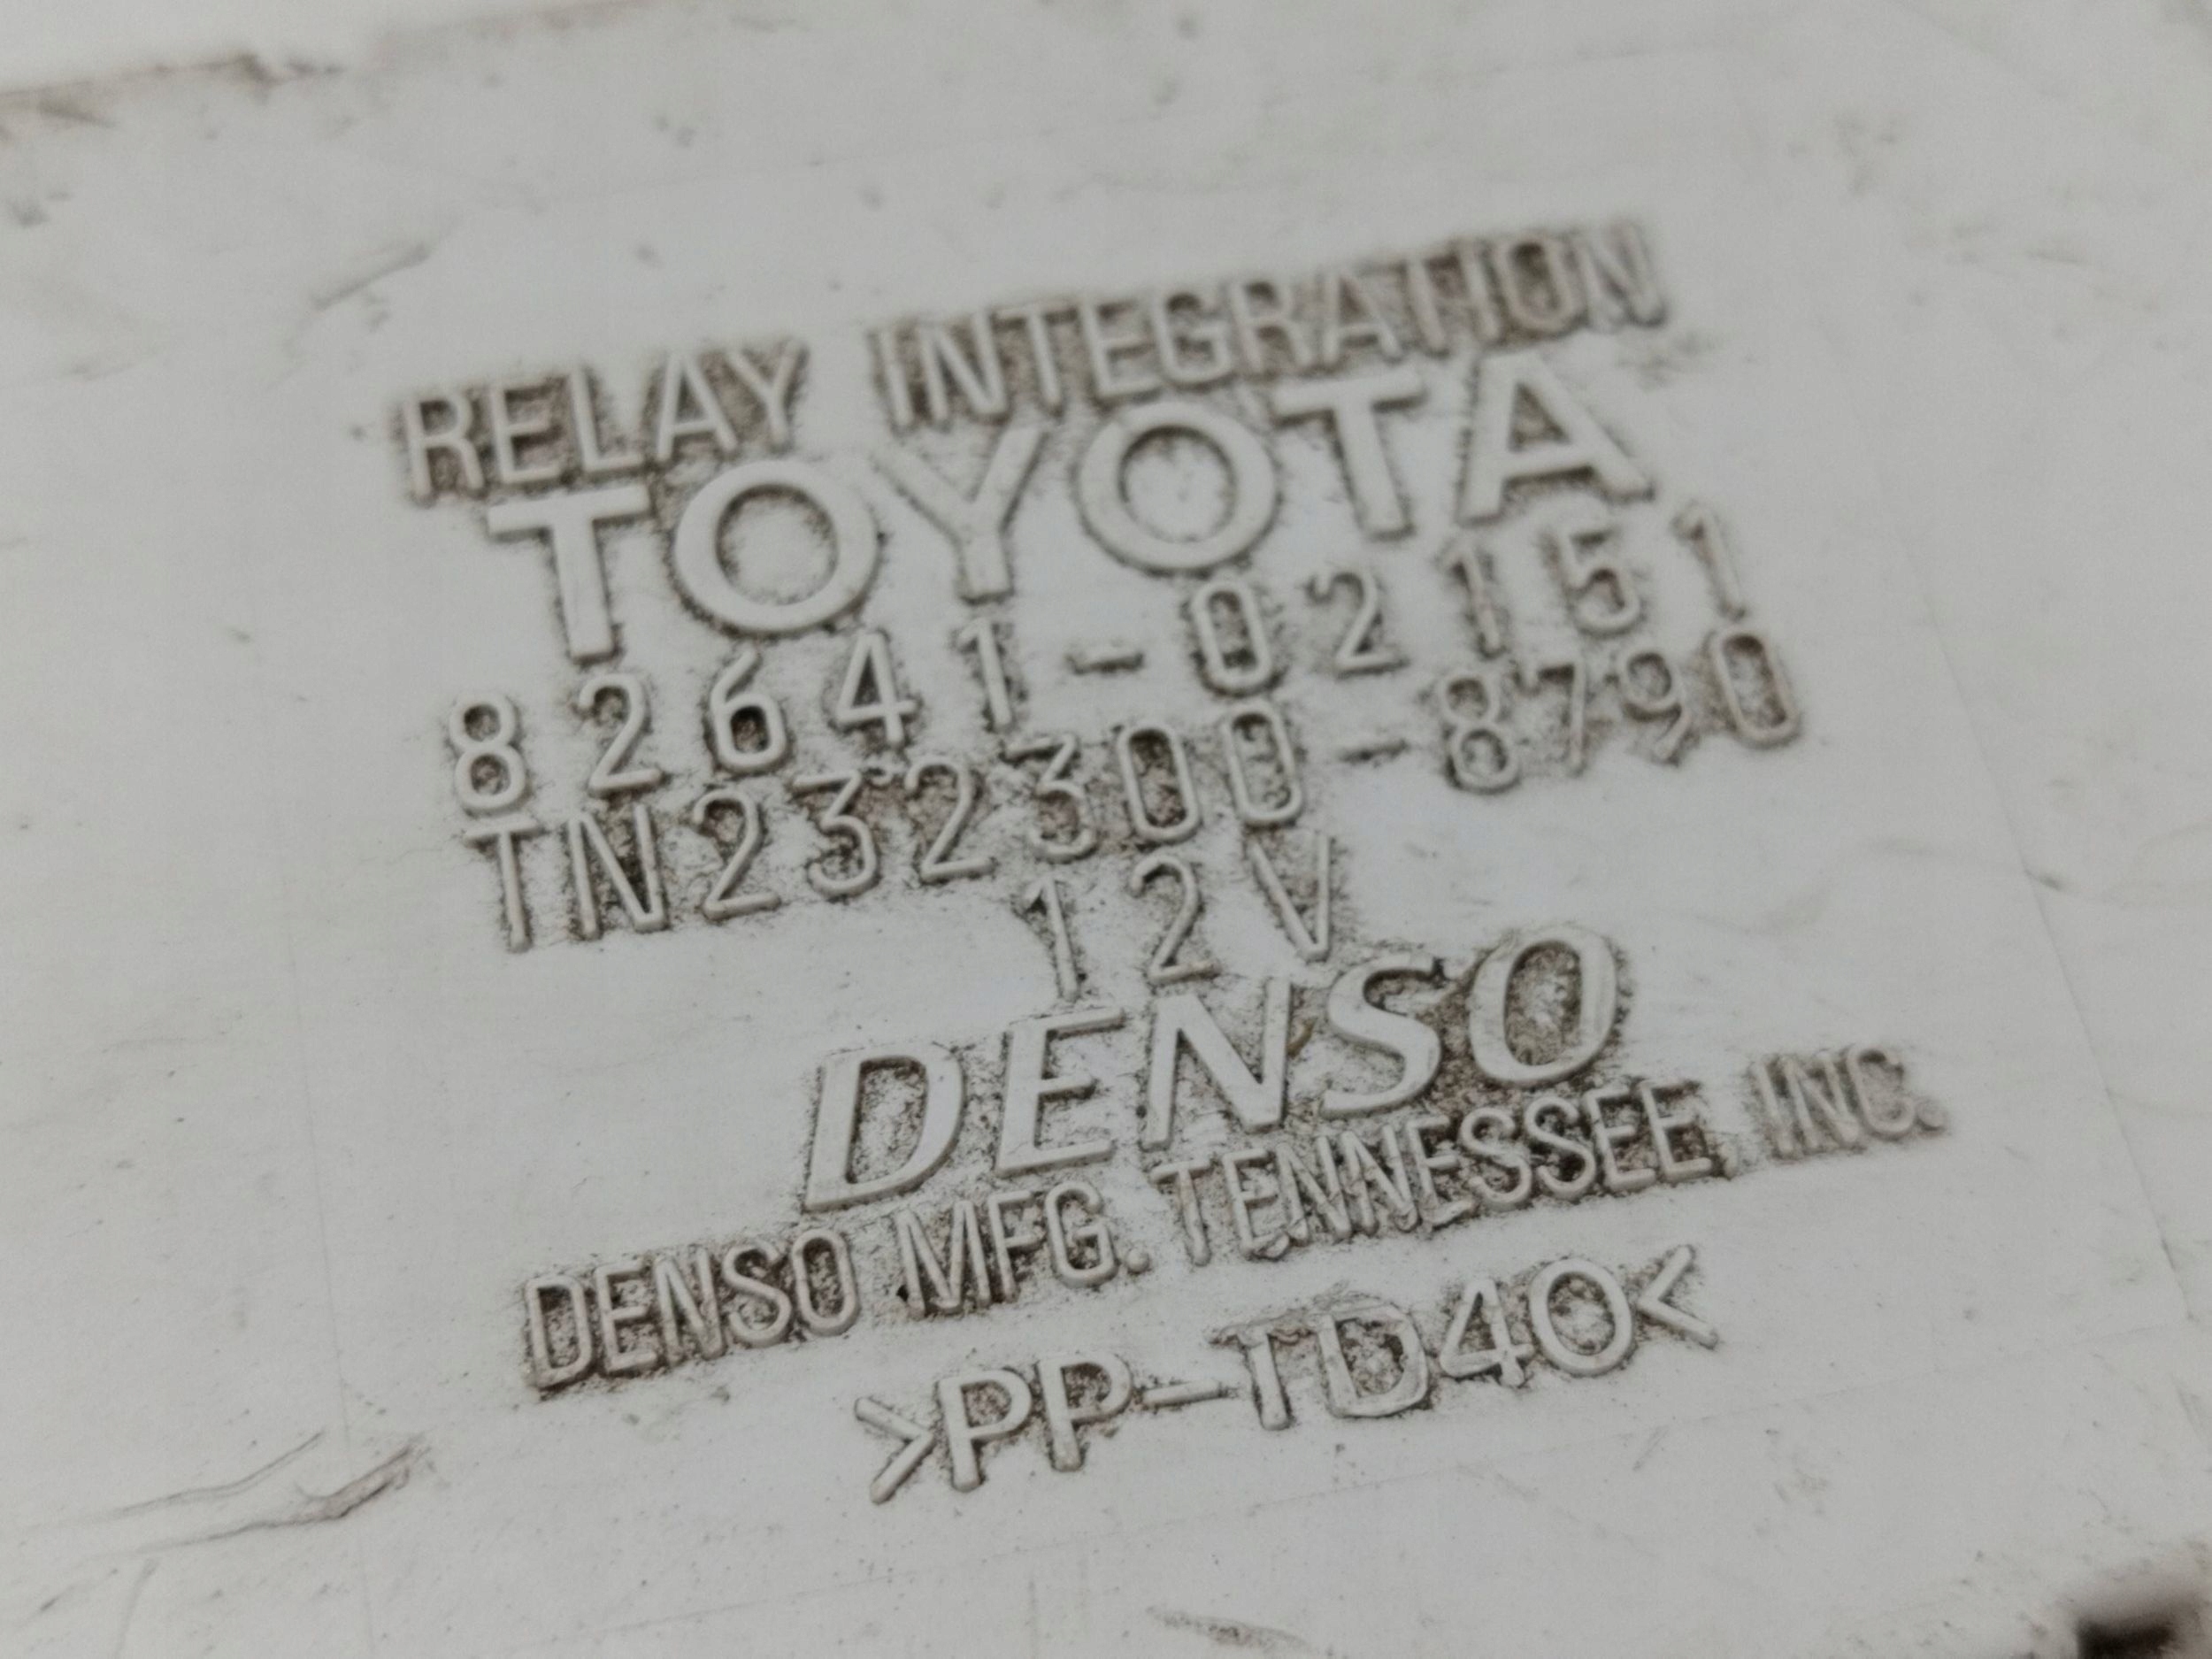 RELAY INTEGRATION
TOYOTA
82641-02151
TN232300-8790
12V
DENSO
DENSO MFG. TENNESSEE, INC.
>PP-TD40<